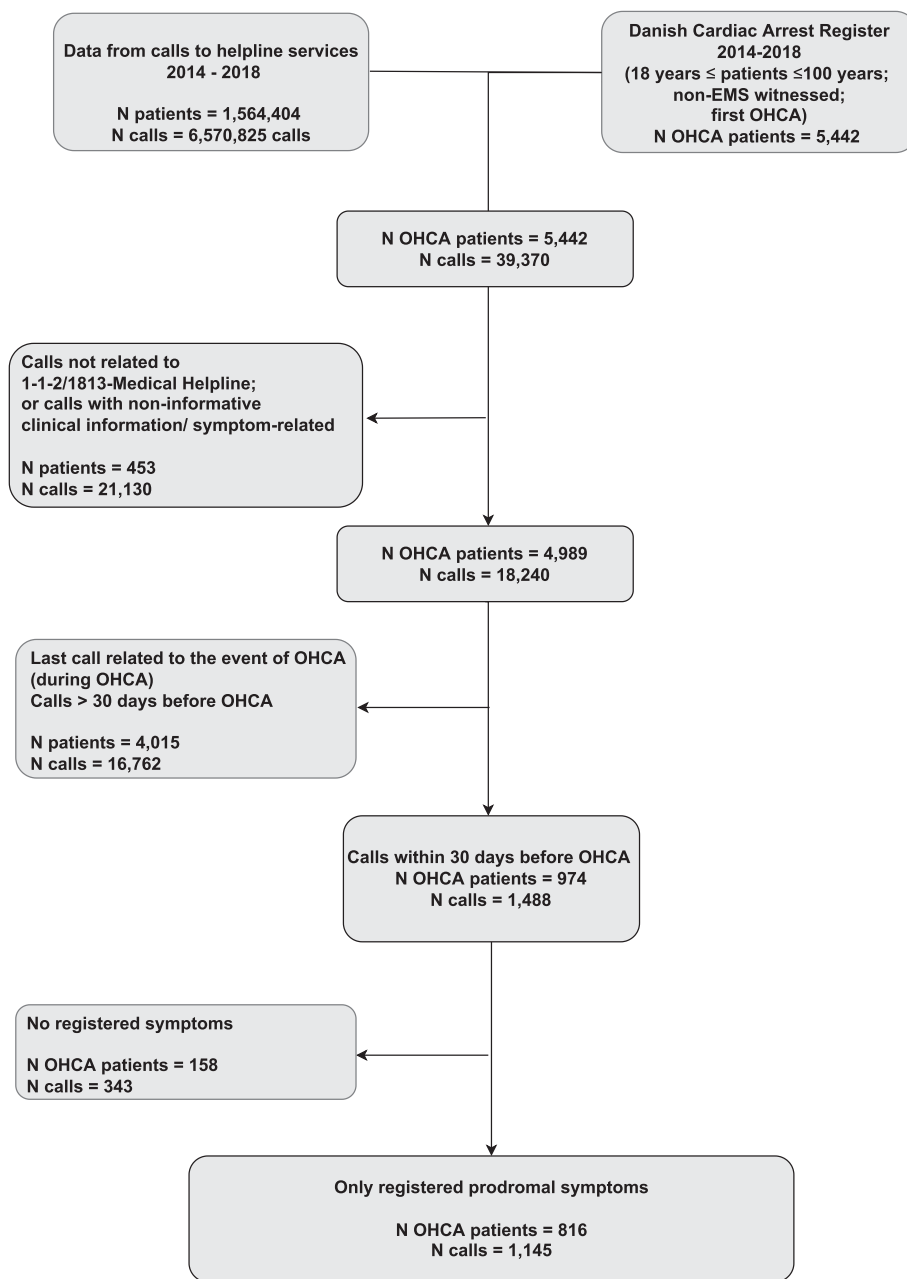 Data from calls to helpline services
2014 - 2018
N patients = 1,564,404
N calls = 6,570,825 calls
Danish Cardiac Arrest Register
2014-2018
(18 years ≤ patients ≤100 years;
non-EMS witnessed;
first OHCA)
N OHCA patients = 5,442
N OHCA patients = 5,442
N calls = 39,370
Calls not related to
1-1-2/1813-Medical Helpline;
or calls with non-informative
clinical information/ symptom-related
N patients = 453
N calls = 21,130
N OHCA patients = 4,989
N calls = 18,240
Last call related to the event of OHCA
(during OHCA)
Calls > 30 days before OHCA
N patients = 4,015
N calls = 16,762
Calls within 30 days before OHCA
N OHCA patients = 974
N calls = 1,488
No registered symptoms
N OHCA patients = 158
N calls = 343
Only registered prodromal symptoms
N OHCA patients = 816
N calls = 1,145